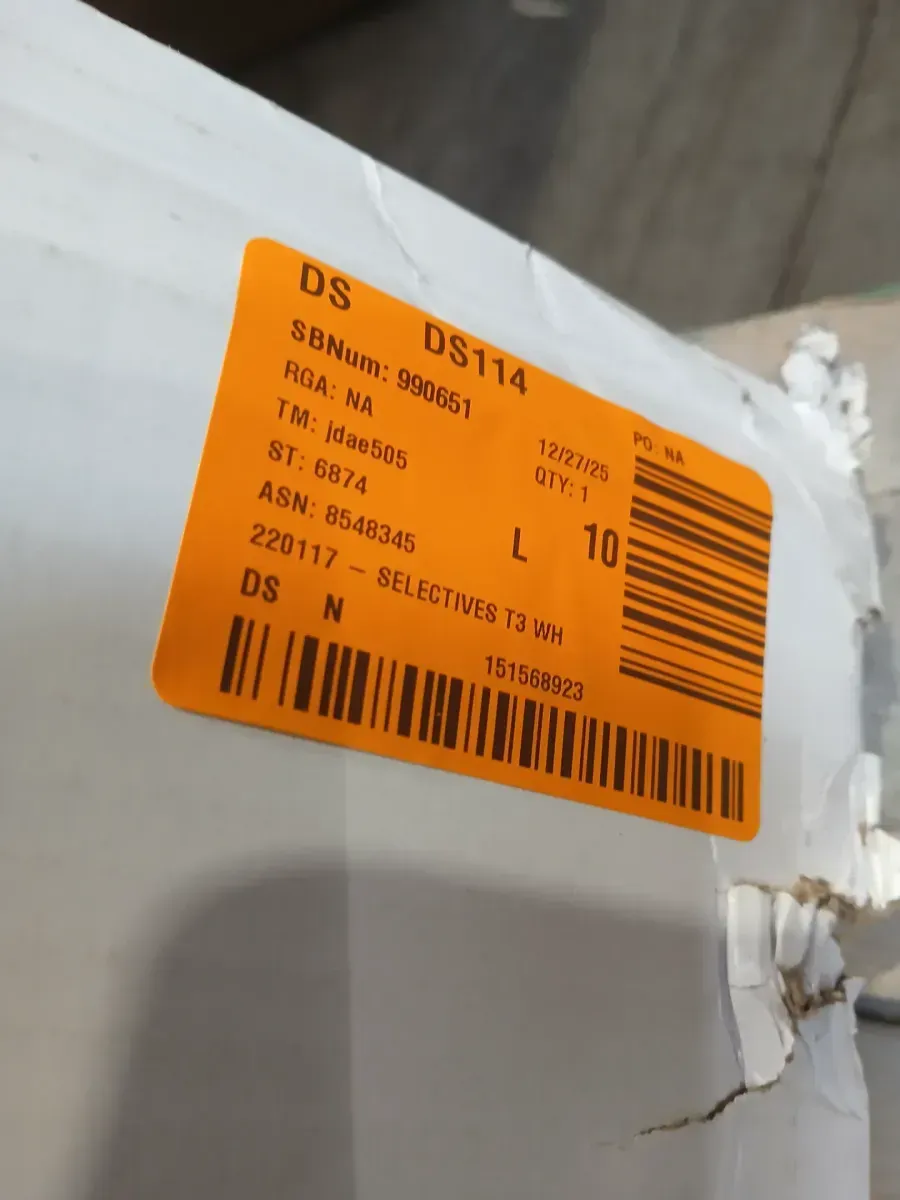 DS
DS114
SBNum: 990651
RGA: NA
TM: jdae505
ST: 6874
ASN: 8548345
12/27/25
QTY: 1
L 10
PO: NA
220117 – SELECTIVES T3 WH
DS N
151568923